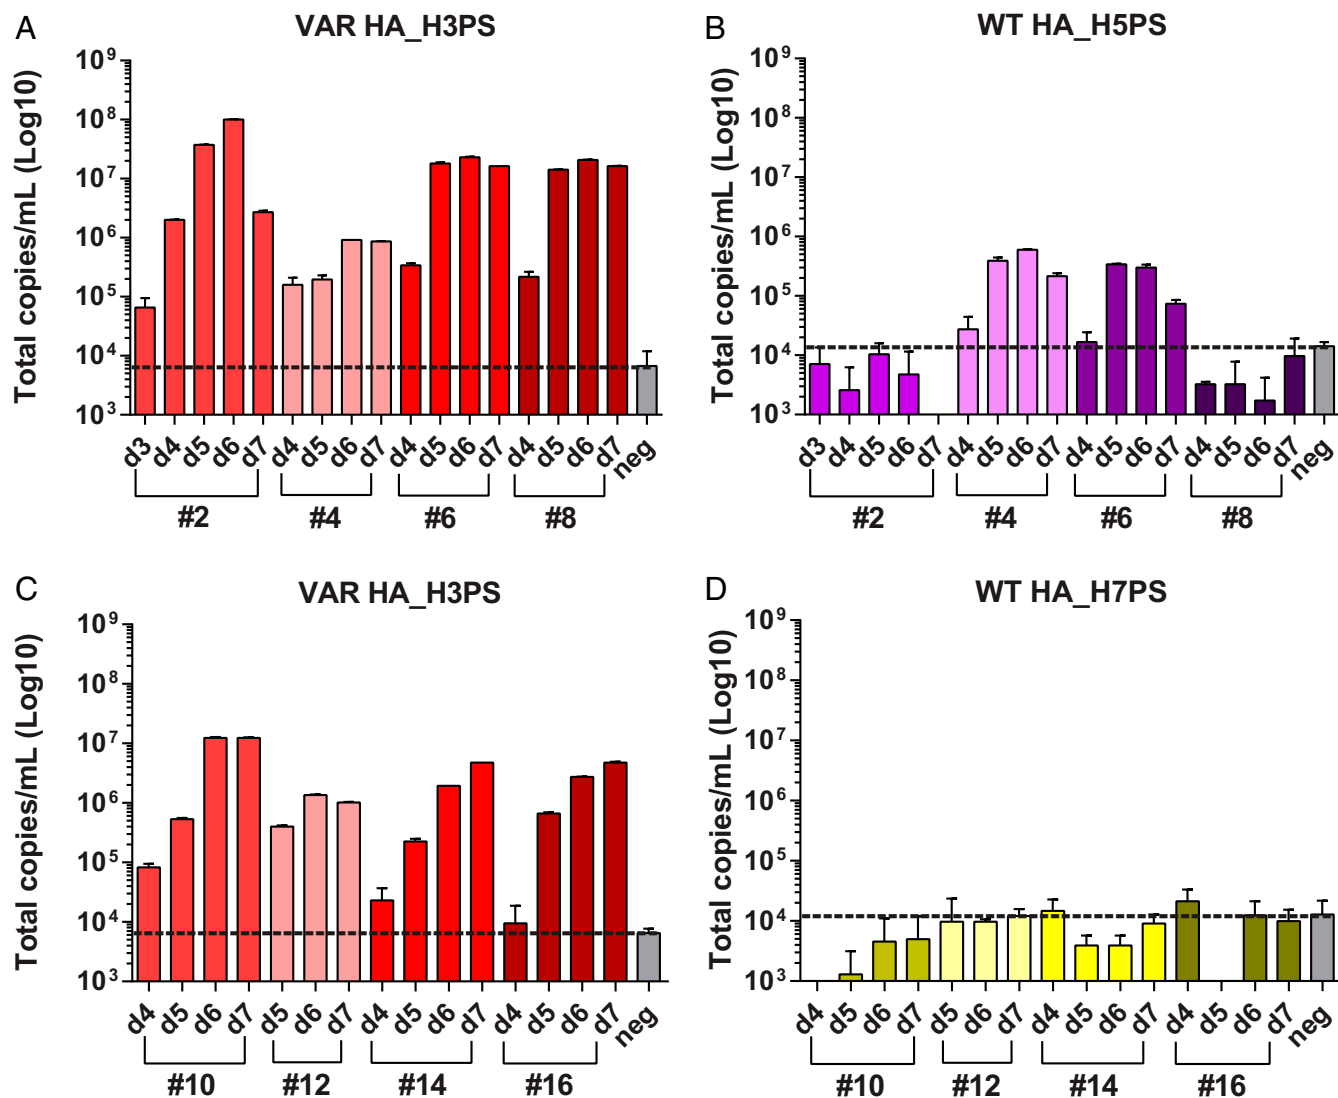 A
VAR HA_H3PS
Total copies/mL (Log10)
10^9
10^8
10^7
10^6
10^5
10^4
10^3
d3 d4 d5 d6 d7 d4 d5 d6 d7 d4 d5 d6 d7 d4 d5 d6 d7 neg
#2 #4 #6 #8
B
WT HA_H5PS
Total copies/mL (Log10)
10^9
10^8
10^7
10^6
10^5
10^4
10^3
d3 d4 d5 d6 d7 d4 d5 d6 d7 d4 d5 d6 d7 d4 d5 d6 d7 neg
#2 #4 #6 #8
C
VAR HA_H3PS
Total copies/mL (Log10)
10^9
10^8
10^7
10^6
10^5
10^4
10^3
d4 d5 d6 d7 d5 d6 d7 d4 d5 d6 d7 d4 d5 d6 d7 neg
#10 #12 #14 #16
D
WT HA_H7PS
Total copies/mL (Log10)
10^9
10^8
10^7
10^6
10^5
10^4
10^3
d4 d5 d6 d7 d5 d6 d7 d4 d5 d6 d7 d4 d5 d6 d7 neg
#10 #12 #14 #16